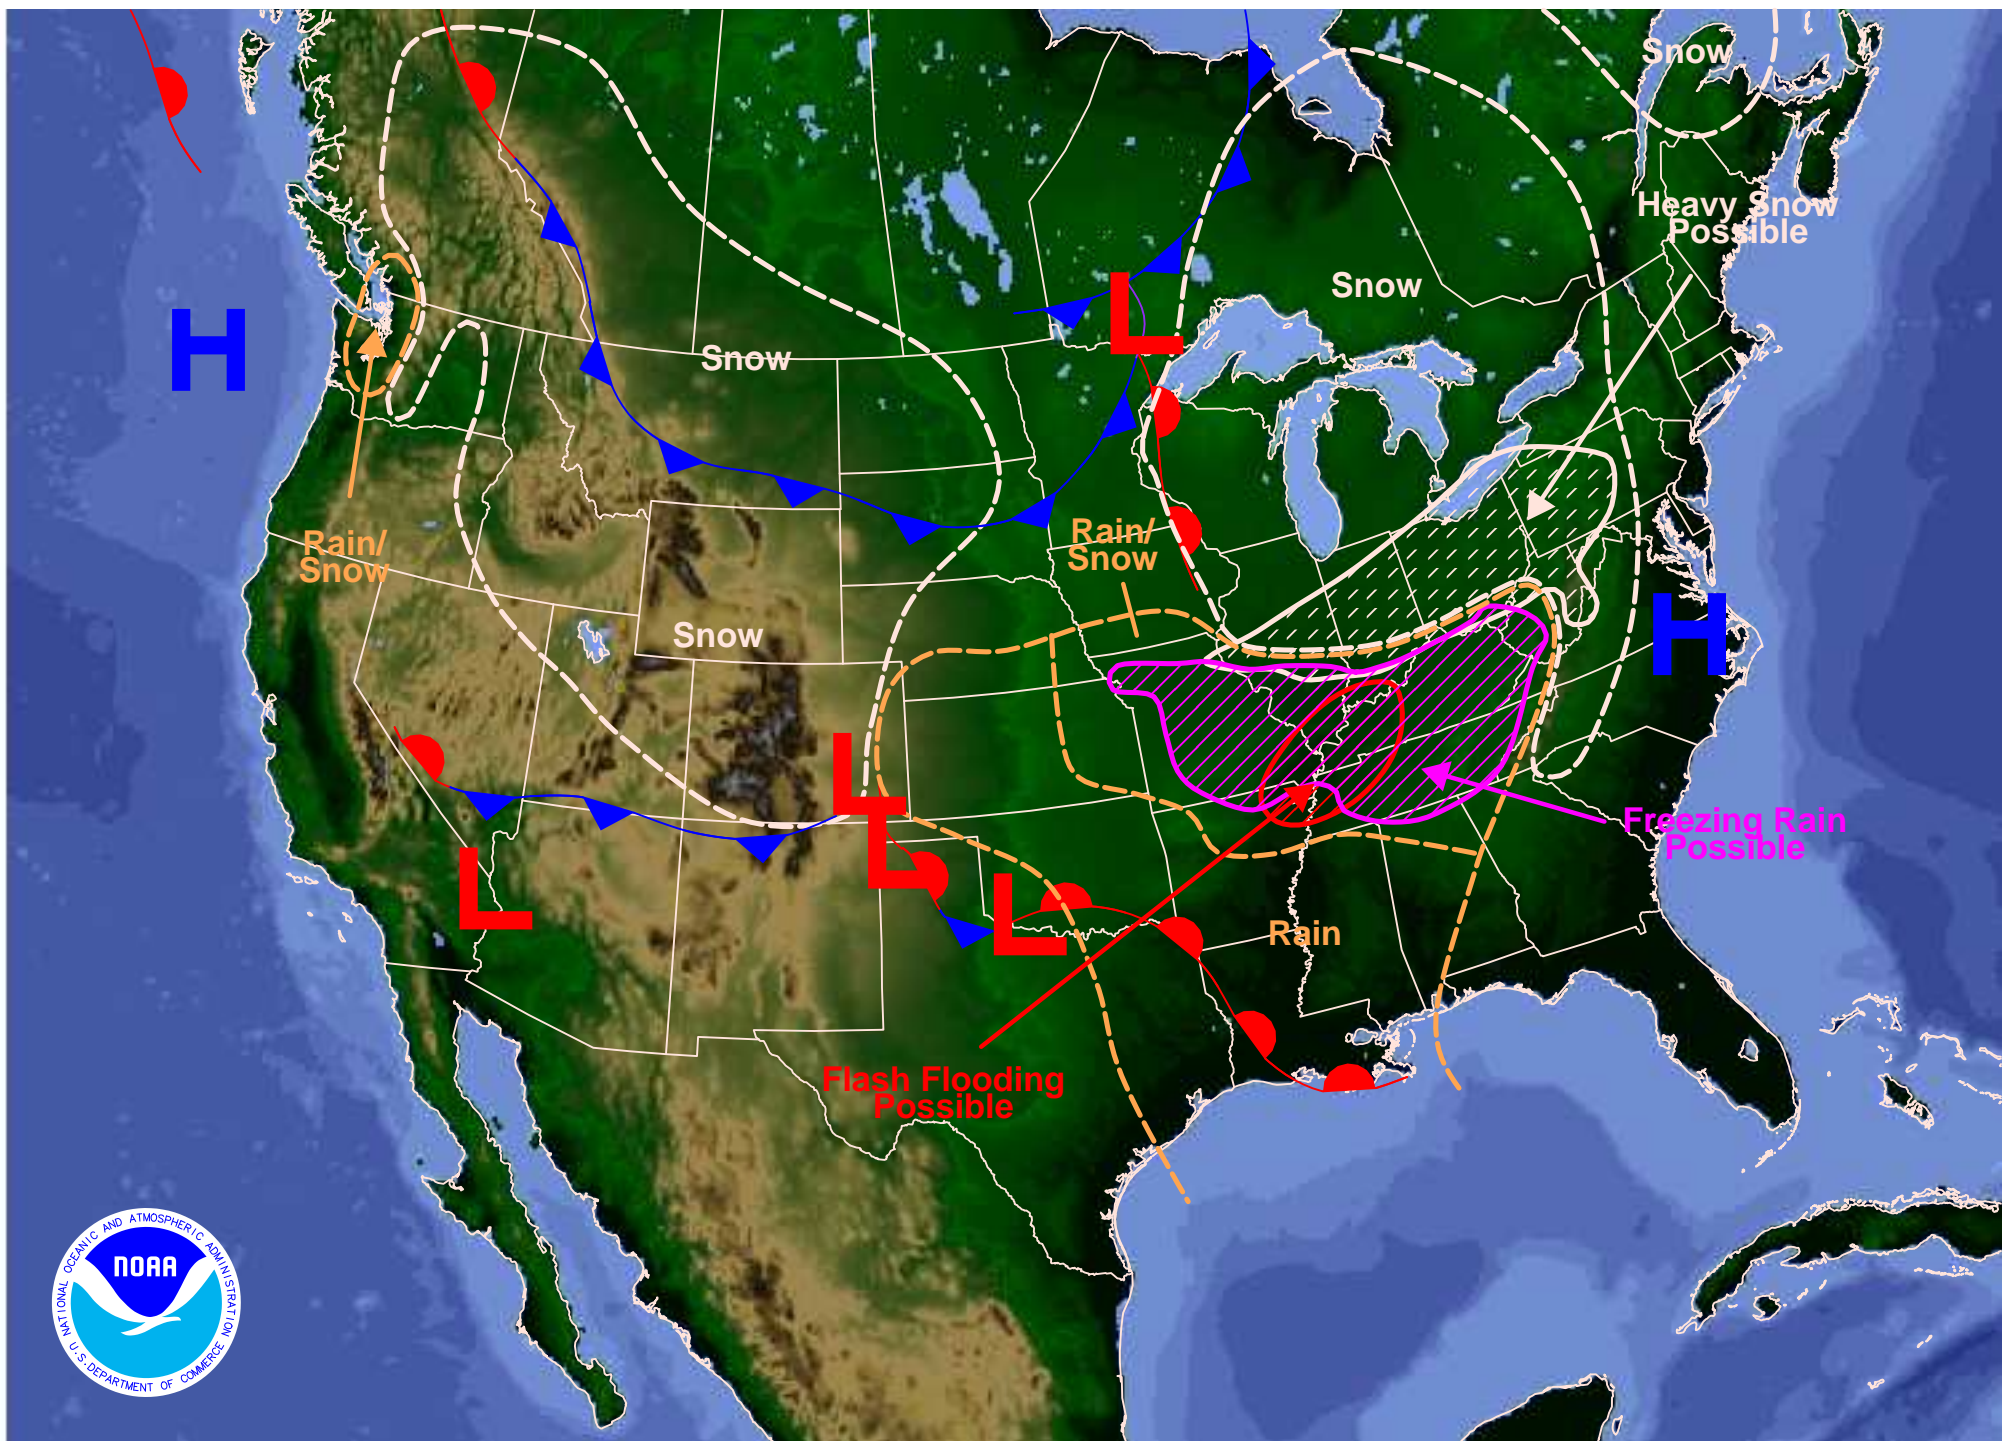 Snow
Heavy Snow
Possible
Snow
H
L
Snow
Rain/
Snow
Rain/
Snow
H
Snow
L
L
Freezing Rain
Possible
L
L
Rain
Flash Flooding
Possible
NATIONAL OCEANIC AND ATMOSPHERIC ADMINISTRATION
NOAA
U.S. DEPARTMENT OF COMMERCE